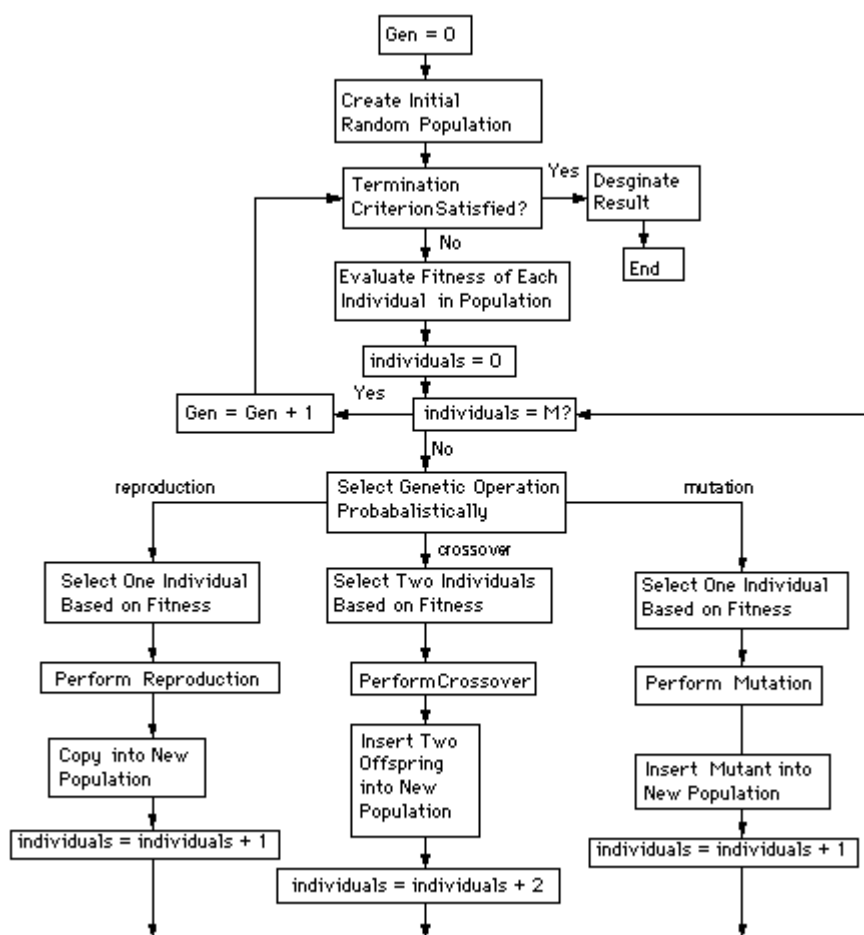 Gen = 0
Create Initial
Random Population
Termination
Criterion Satisfied?
Yes
Desginate
Result
End
No
Evaluate Fitness of Each
Individual in Population
individuals = 0
Yes
Gen = Gen + 1
individuals = M?
No
reproduction
Select Genetic Operation
Probabalistically
mutation
crossover
Select One Individual
Based on Fitness
Select Two Individuals
Based on Fitness
Select One Individual
Based on Fitness
Perform Reproduction
Perform Crossover
Perform Mutation
Copy into New
Population
Insert Two
Offspring
into New
Population
Insert Mutant into
New Population
individuals = individuals + 1
individuals = individuals + 2
individuals = individuals + 1